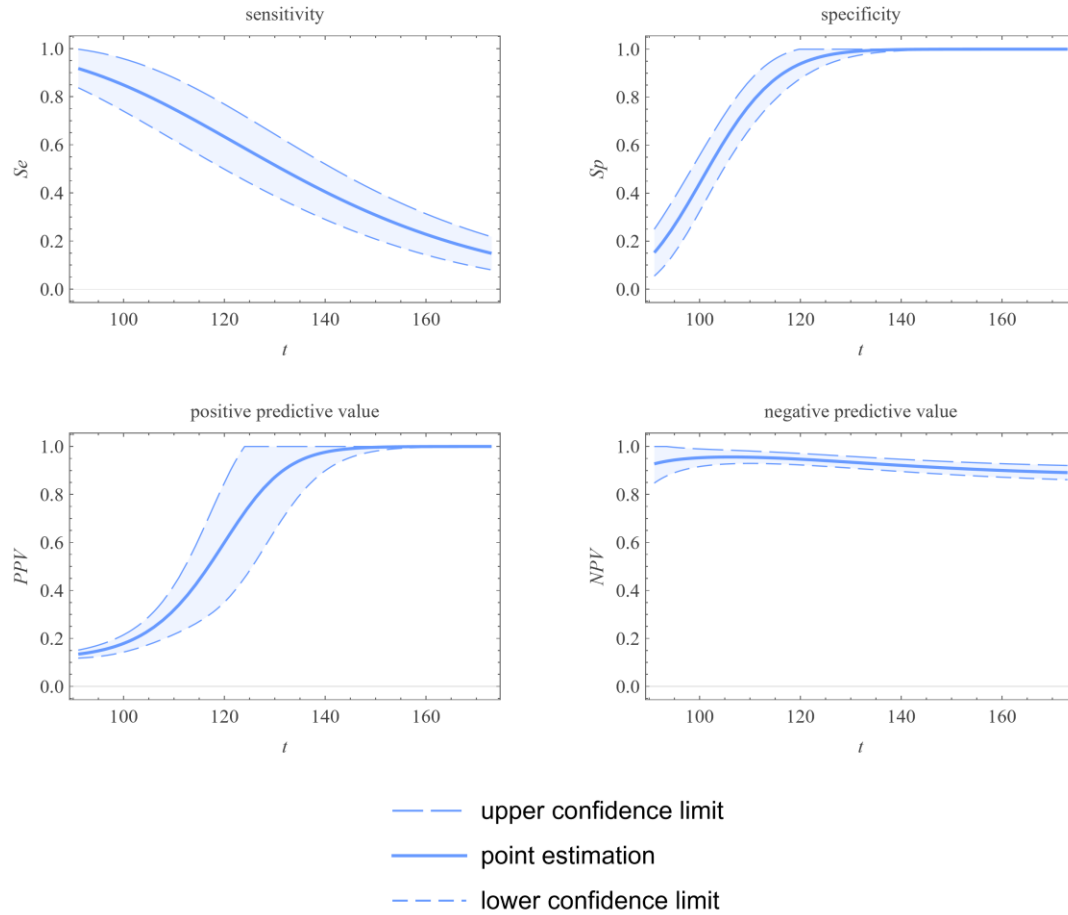 sensitivity
1.0
0.8
0.6
0.4
0.2
0.0
Se
100 120 140 160
t
specificity
1.0
0.8
0.6
0.4
0.2
0.0
Sp
100 120 140 160
t
positive predictive value
1.0
0.8
0.6
0.4
0.2
0.0
PPV
100 120 140 160
t
negative predictive value
1.0
0.8
0.6
0.4
0.2
0.0
NPV
100 120 140 160
t
upper confidence limit
point estimation
lower confidence limit